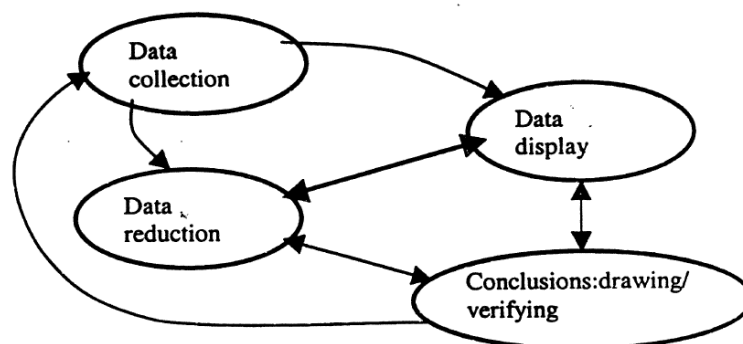 Data
collection
Data
display
Data
reduction
Conclusions:drawing/
verifying